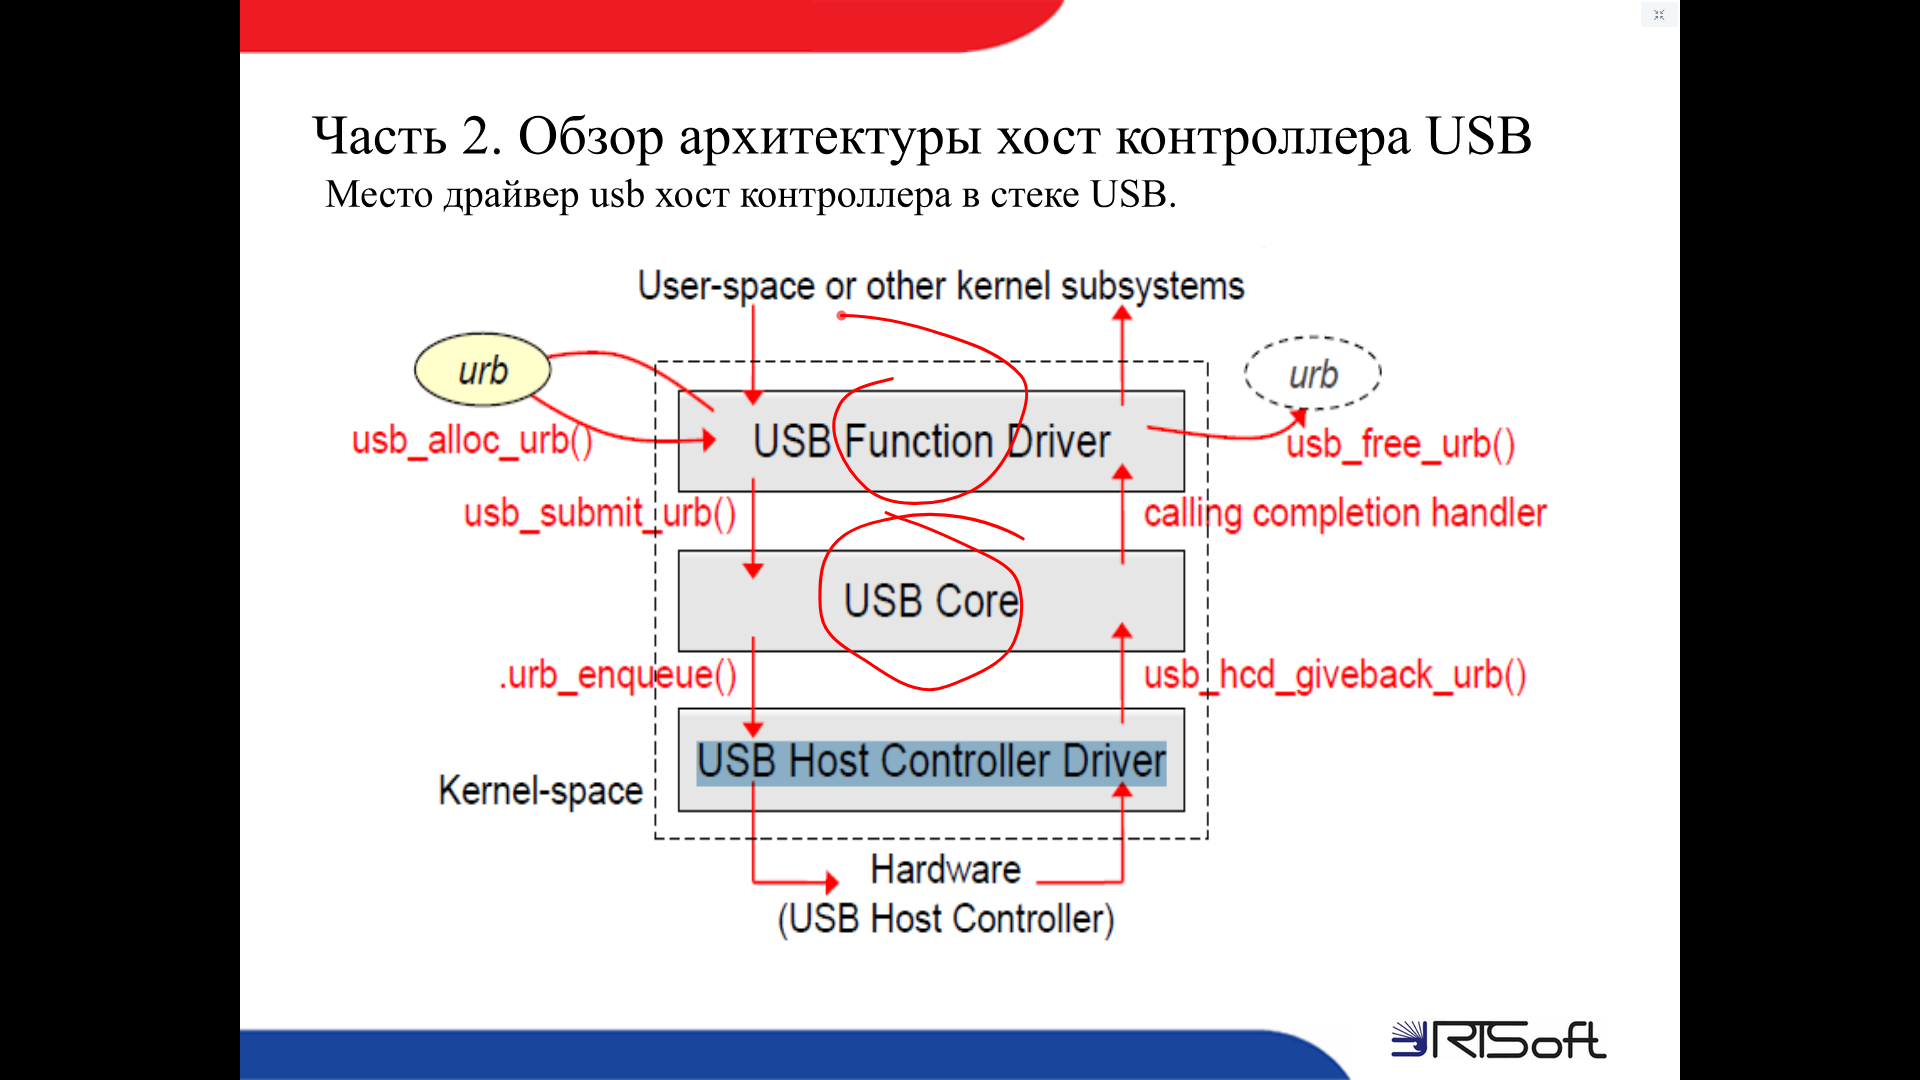 Часть 2. Обзор архитектуры хост контроллера USB
Место драйвер usb хост контроллера в стеке USB.
User-space or other kernel subsystems
urb
urb
usb_alloc_urb()
USB Function Driver
usb_free_urb()
usb_submit_urb()
calling completion handler
USB Core
.urb_enqueue()
usb_hcd_giveback_urb()
USB Host Controller Driver
Kernel-space
Hardware
(USB Host Controller)
RTSoft